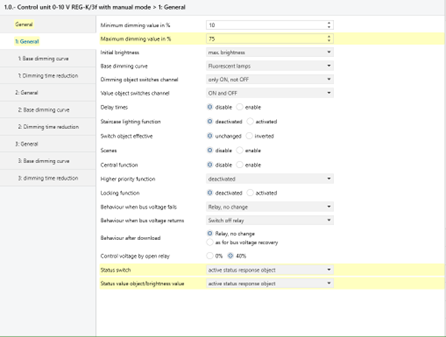 1.0.- Control unit 0-10 V REG-K/3f with manual mode > 1: General
General
1: General
1: Base dimming curve
1: Dimming time reduction
2: General
2: Base dimming curve
2: Dimming time reduction
3: General
3: Base dimming curve
3: dimming time reduction
Minimum dimming value in % 10
Maximum dimming value in % 75
Initial brightness max. brightness
Base dimming curve Fluorescent lamps
Dimming object switches channel only ON, not OFF
Value object switches channel ON and OFF
Delay times disable enable
Staircase lighting function deactivated activated
Switch object effective unchanged inverted
Scenes disable enable
Central function disable enable
Higher priority function deactivated
Locking function deactivated activated
Behaviour when bus voltage fails Relay, no change
Behaviour when bus voltage returns Switch off relay
Behaviour after download Relay, no change
as for bus voltage recovery
Control voltage by open relay 0% 40%
Status switch active status response object
Status value object/brightness value active status response object